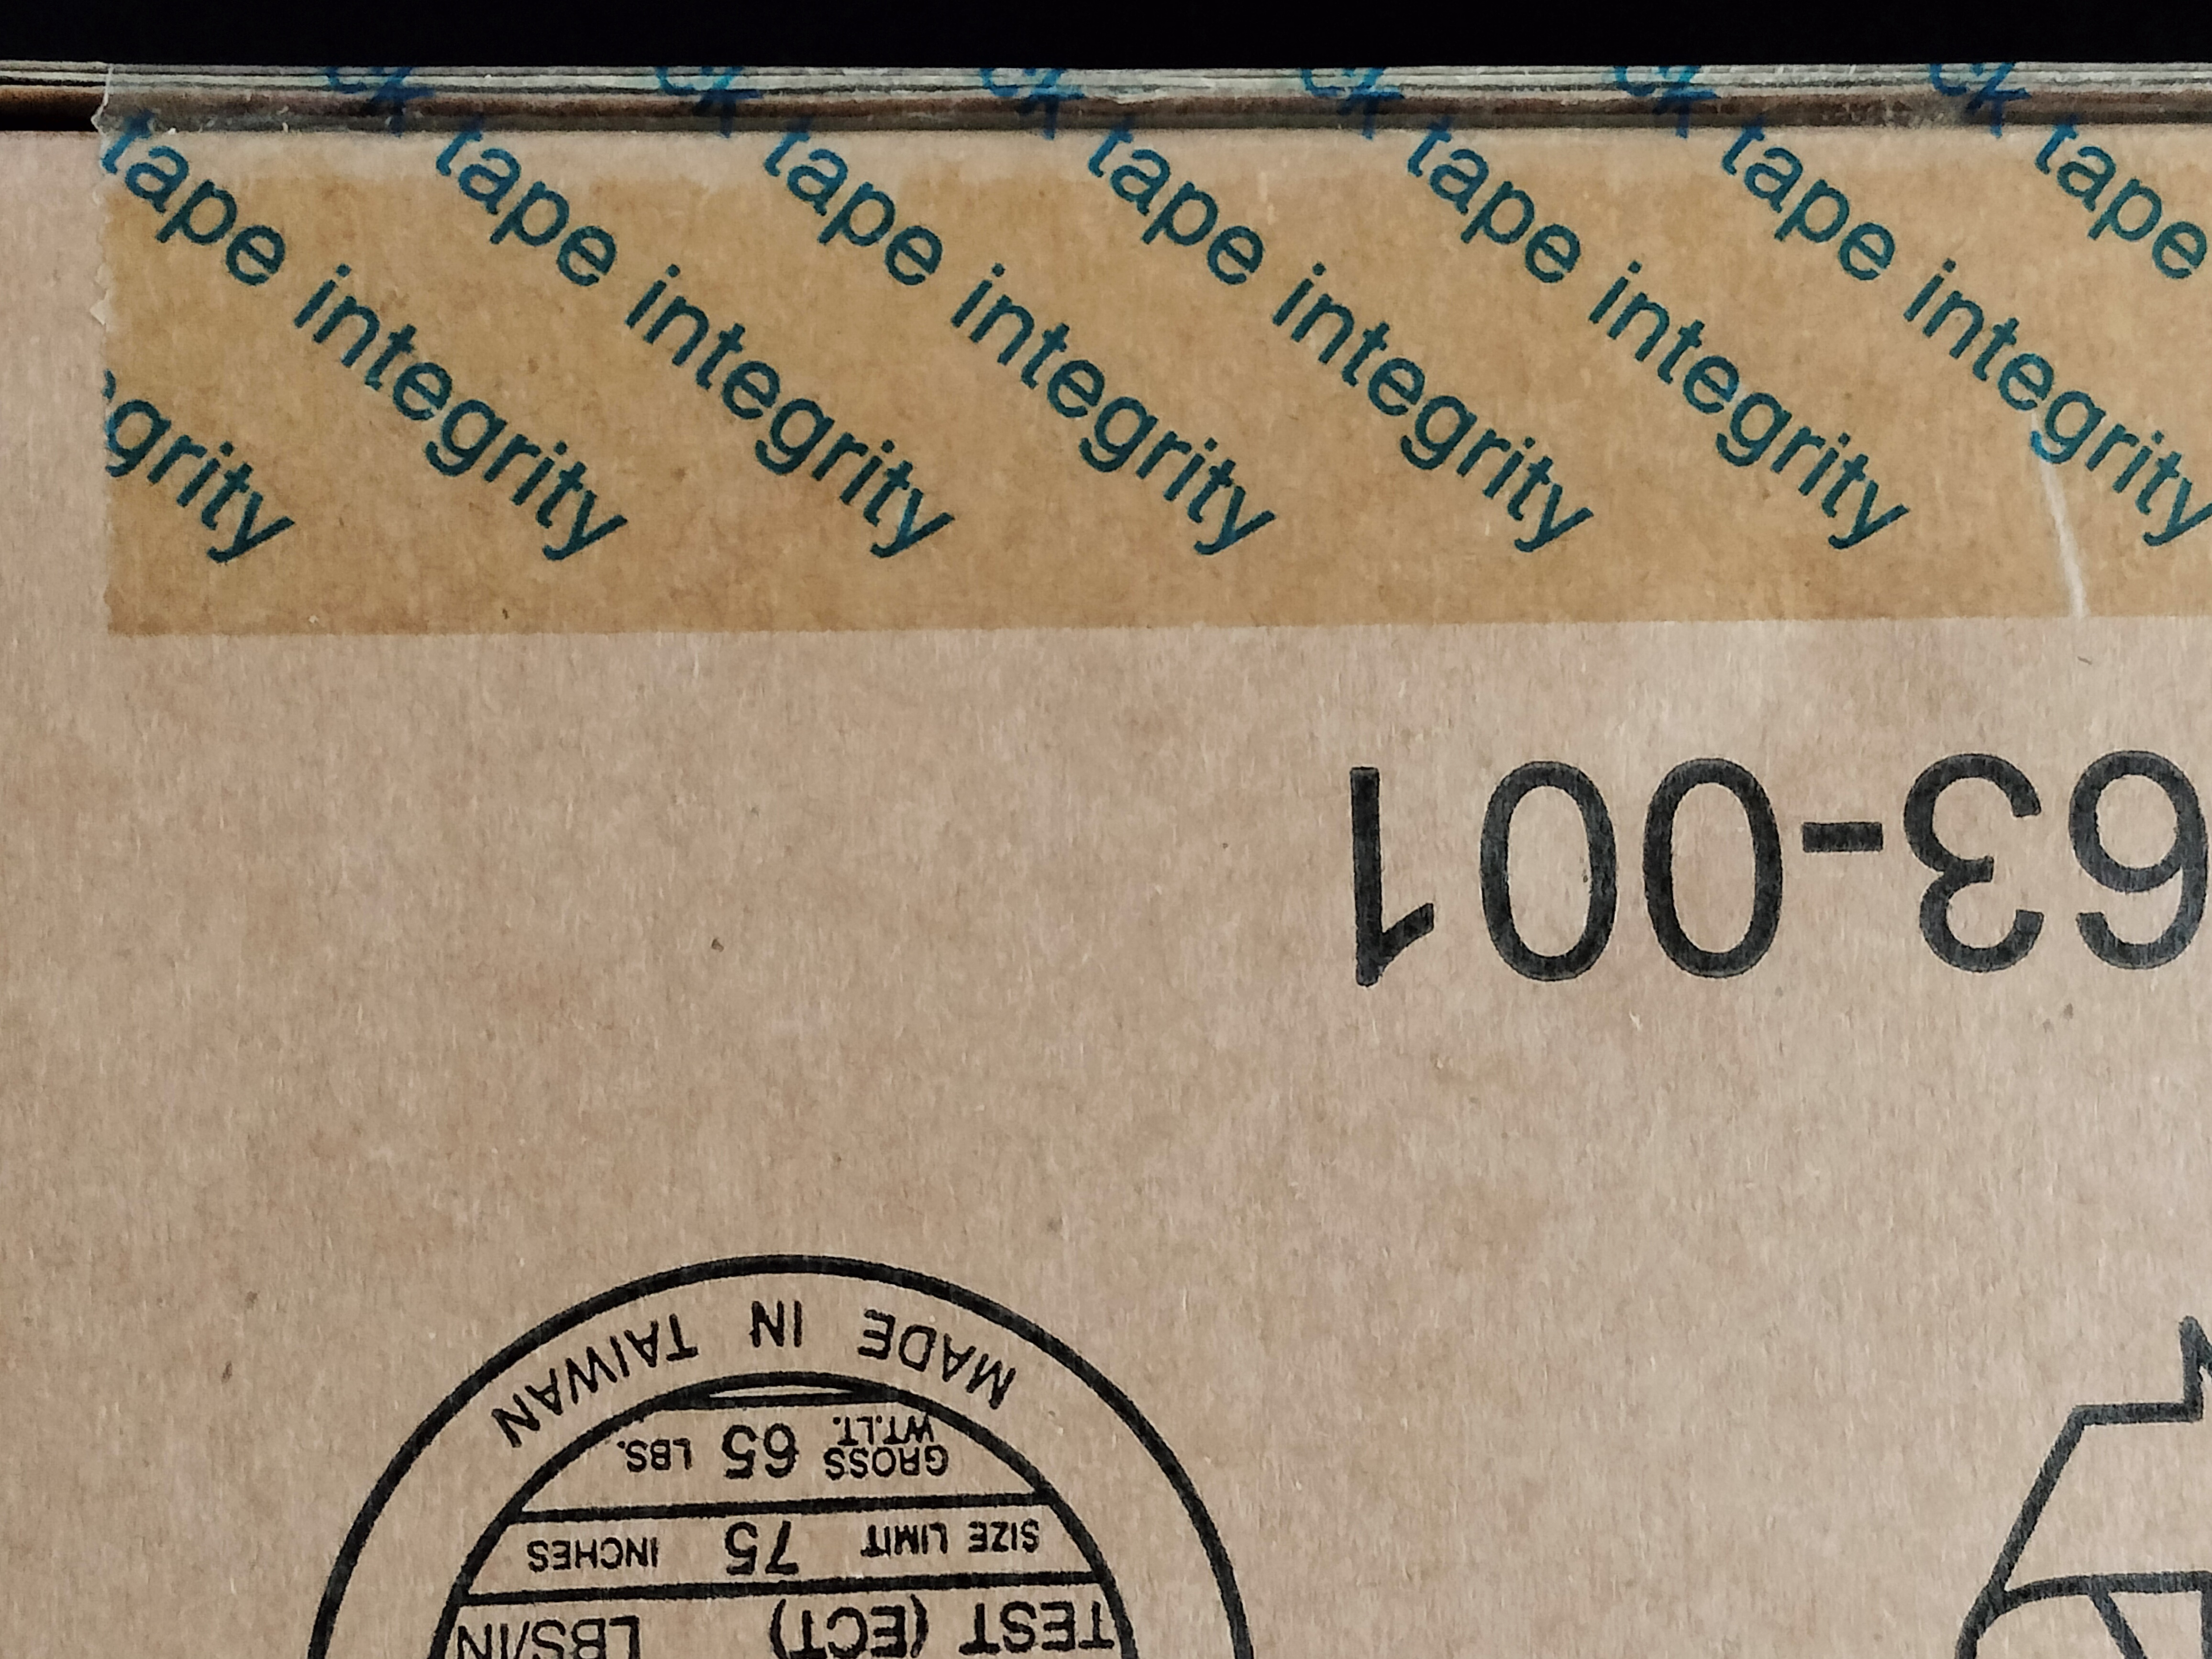 ck tape integrity
ck tape integrity
ck tape integrity
ck tape integrity
ck tape integrity
ck tape
tape integrity
grity
63-001
TEST (ECT) LBS/IN
SIZE LIMIT 75 INCHES
GROSS WT.LT. 65 LBS.
MADE IN TAIWAN